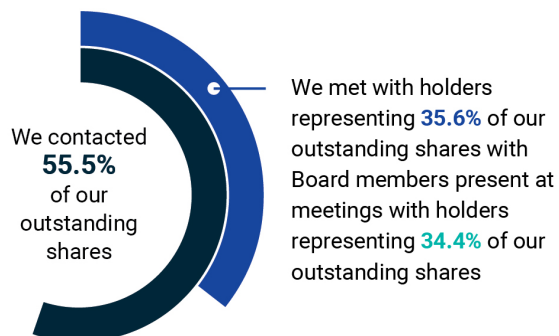 We contacted
55.5%
of our
outstanding
shares
We met with holders
representing 35.6% of our
outstanding shares with
Board members present at
meetings with holders
representing 34.4% of our
outstanding shares